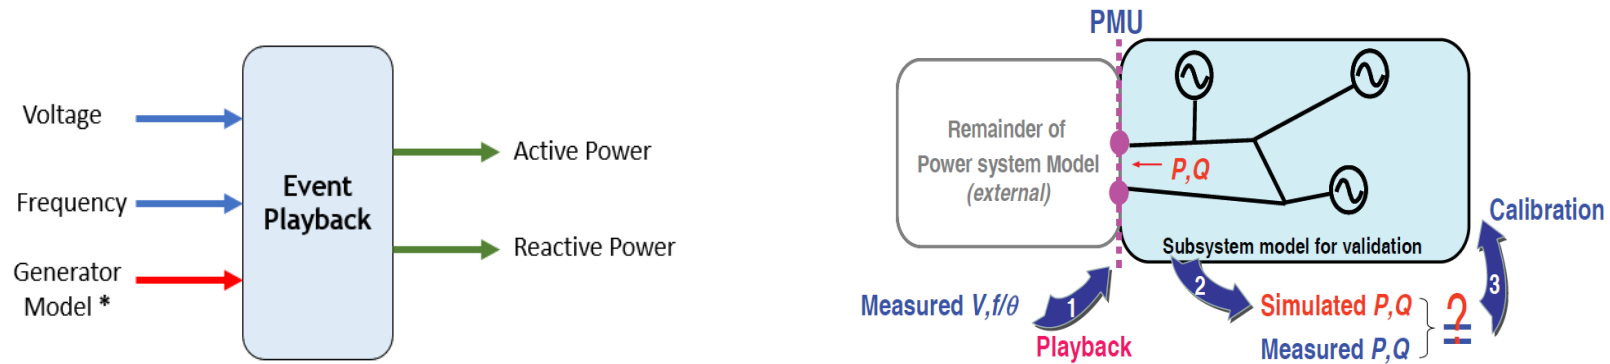 Voltage
Frequency
Generator
Model *
Event
Playback
Active Power
Reactive Power
PMU
Remainder of
Power system Model
(external)
P,Q
Subsystem model for validation
Calibration
Measured V,f/θ
1
Playback
2
Simulated P,Q
Measured P,Q
?
=
3